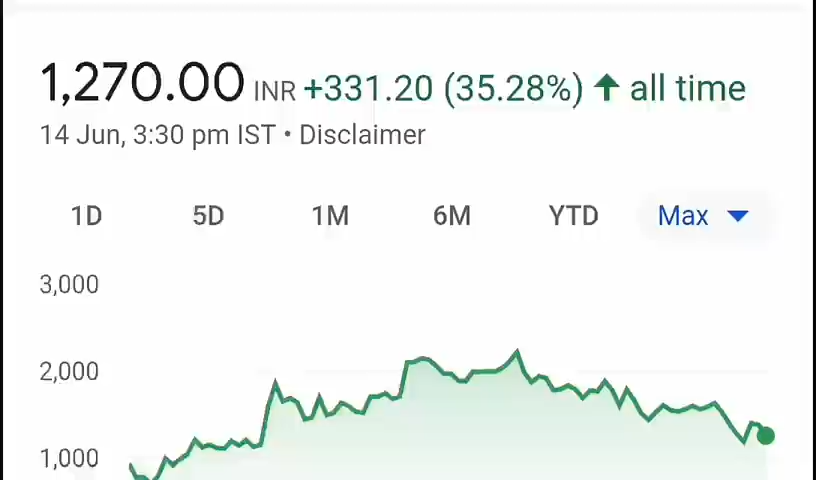 1,270.00 INR +331.20 (35.28%) ↑ all time
14 Jun, 3:30 pm IST • Disclaimer
1D 5D 1M 6M YTD Max
3,000
2,000
1,000